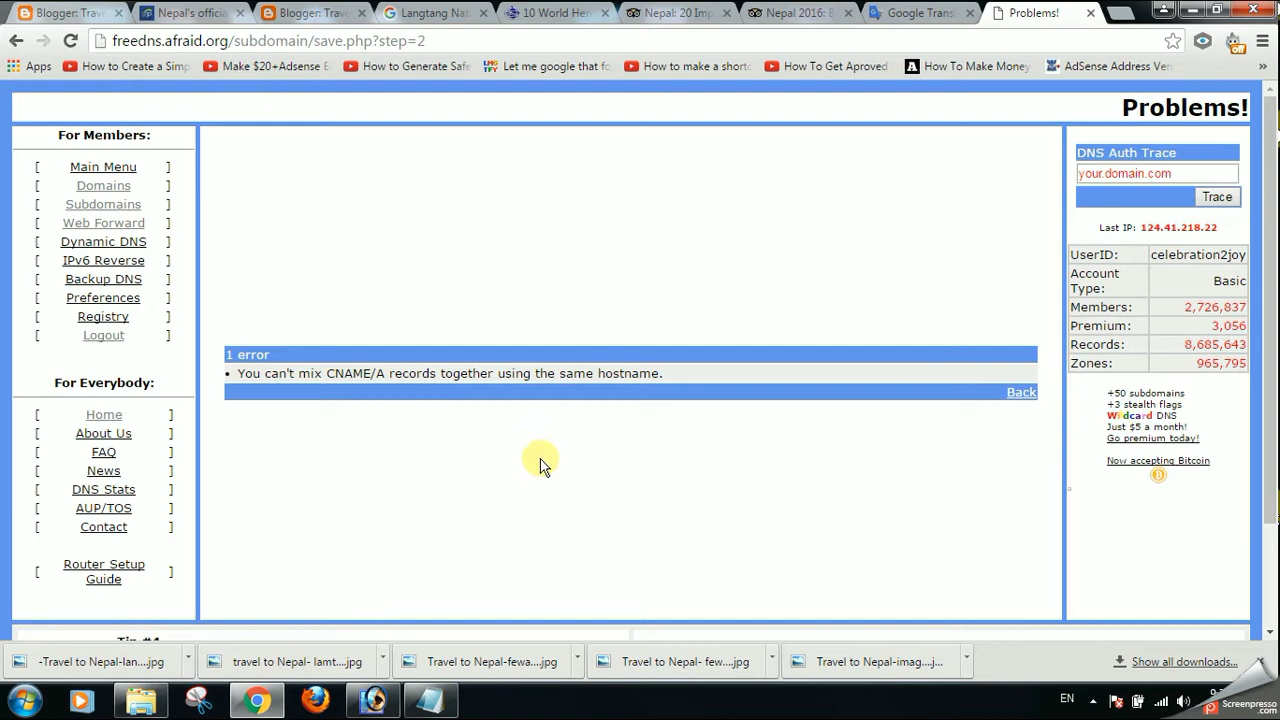 Blogger: Trave
Nepal's officia
Blogger: Trave
Langtang Nat
10 World Her
Nepal: 20 Imp
Nepal 2016: B
Google Trans
Problems!
freedns.afraid.org/subdomain/save.php?step=2
Apps
How to Create a Simp
Make $20+Adsense E
How to Generate Safe
Let me google that fo
How to make a shortc
How To Get Aproved
How To Make Money
AdSense Address Ver
Problems!
For Members:
[ Main Menu ]
[ Domains ]
[ Subdomains ]
[ Web Forward ]
[ Dynamic DNS ]
[ IPv6 Reverse ]
[ Backup DNS ]
[ Preferences ]
[ Registry ]
[ Logout ]
For Everybody:
[ Home ]
[ About Us ]
[ FAQ ]
[ News ]
[ DNS Stats ]
[ AUP/TOS ]
[ Contact ]
[ Router Setup ]
Guide
1 error
• You can't mix CNAME/A records together using the same hostname.
Back
DNS Auth Trace
your.domain.com
Trace
Last IP: 124.41.218.22
UserID: celebration2joy
Account
Type: Basic
Members: 2,726,837
Premium: 3,056
Records: 8,685,643
Zones: 965,795
+50 subdomains
+3 stealth flags
Wildcard DNS
Just $5 a month!
Go premium today!
Now accepting Bitcoin
-Travel to Nepal-lan....jpg
travel to Nepal- lamt....jpg
Travel to Nepal-fewa....jpg
Travel to Nepal- few....jpg
Travel to Nepal-imag....jpg
Show all downloads...
EN
Screenpresso
.com